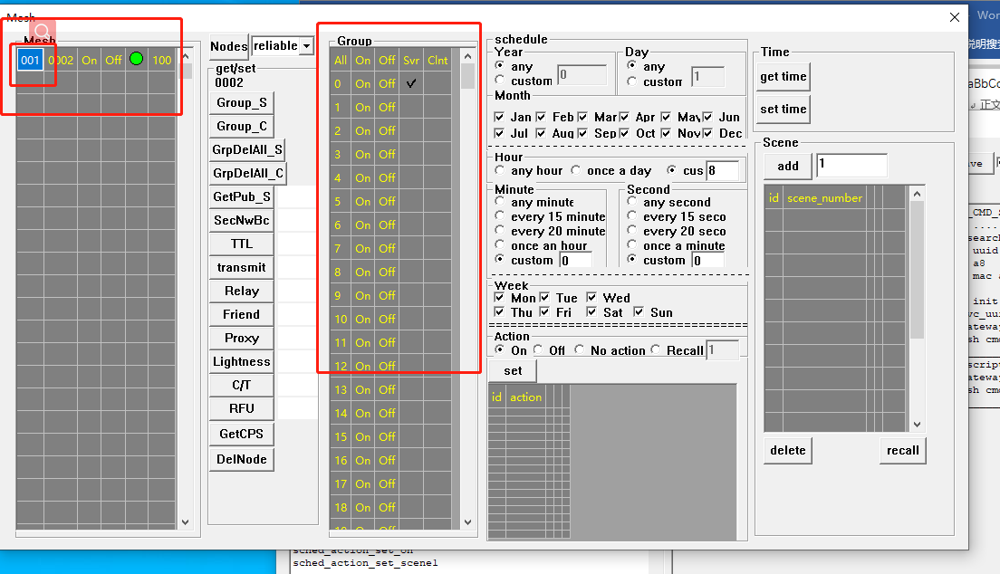 Mesh
Wor
Mesh
001 0002 On Off 100
Nodes reliable
get/set
0002
Group_S
Group_C
GrpDelAll_S
GrpDelAll_C
GetPub_S
SecNwBc
TTL
transmit
Relay
Friend
Proxy
Lightness
C/T
RFU
GetCPS
DelNode
Group
All On Off Svr Clnt
0 On Off
1 On Off
2 On Off
3 On Off
4 On Off
5 On Off
6 On Off
7 On Off
8 On Off
9 On Off
10 On Off
11 On Off
12 On Off
13 On Off
14 On Off
15 On Off
16 On Off
17 On Off
18 On Off
schedule
Year
any
custom 0
Day
any
custom 1
Month
Jan Feb Mar Apr May Jun
Jul Aug Sep Oct Nov Dec
Hour
any hour once a day cus 8
Minute
any minute
every 15 minute
every 20 minute
once an hour
custom 0
Second
any second
every 15 seco
every 20 seco
once a minute
custom 0
Week
Mon Tue Wed
Thu Fri Sat Sun
Action
On Off No action Recall 1
set
id action
Time
get time
set time
Scene
add 1
id scene_number
delete recall
说明搜索
aBbCc
正文
ve
_CMD_S
....
search
uuid
a8
mac a
init
vc_uui
ateway
sh cmd
script
ateway
sh cmd
sched_action_set_on
sched_action_set_scene1